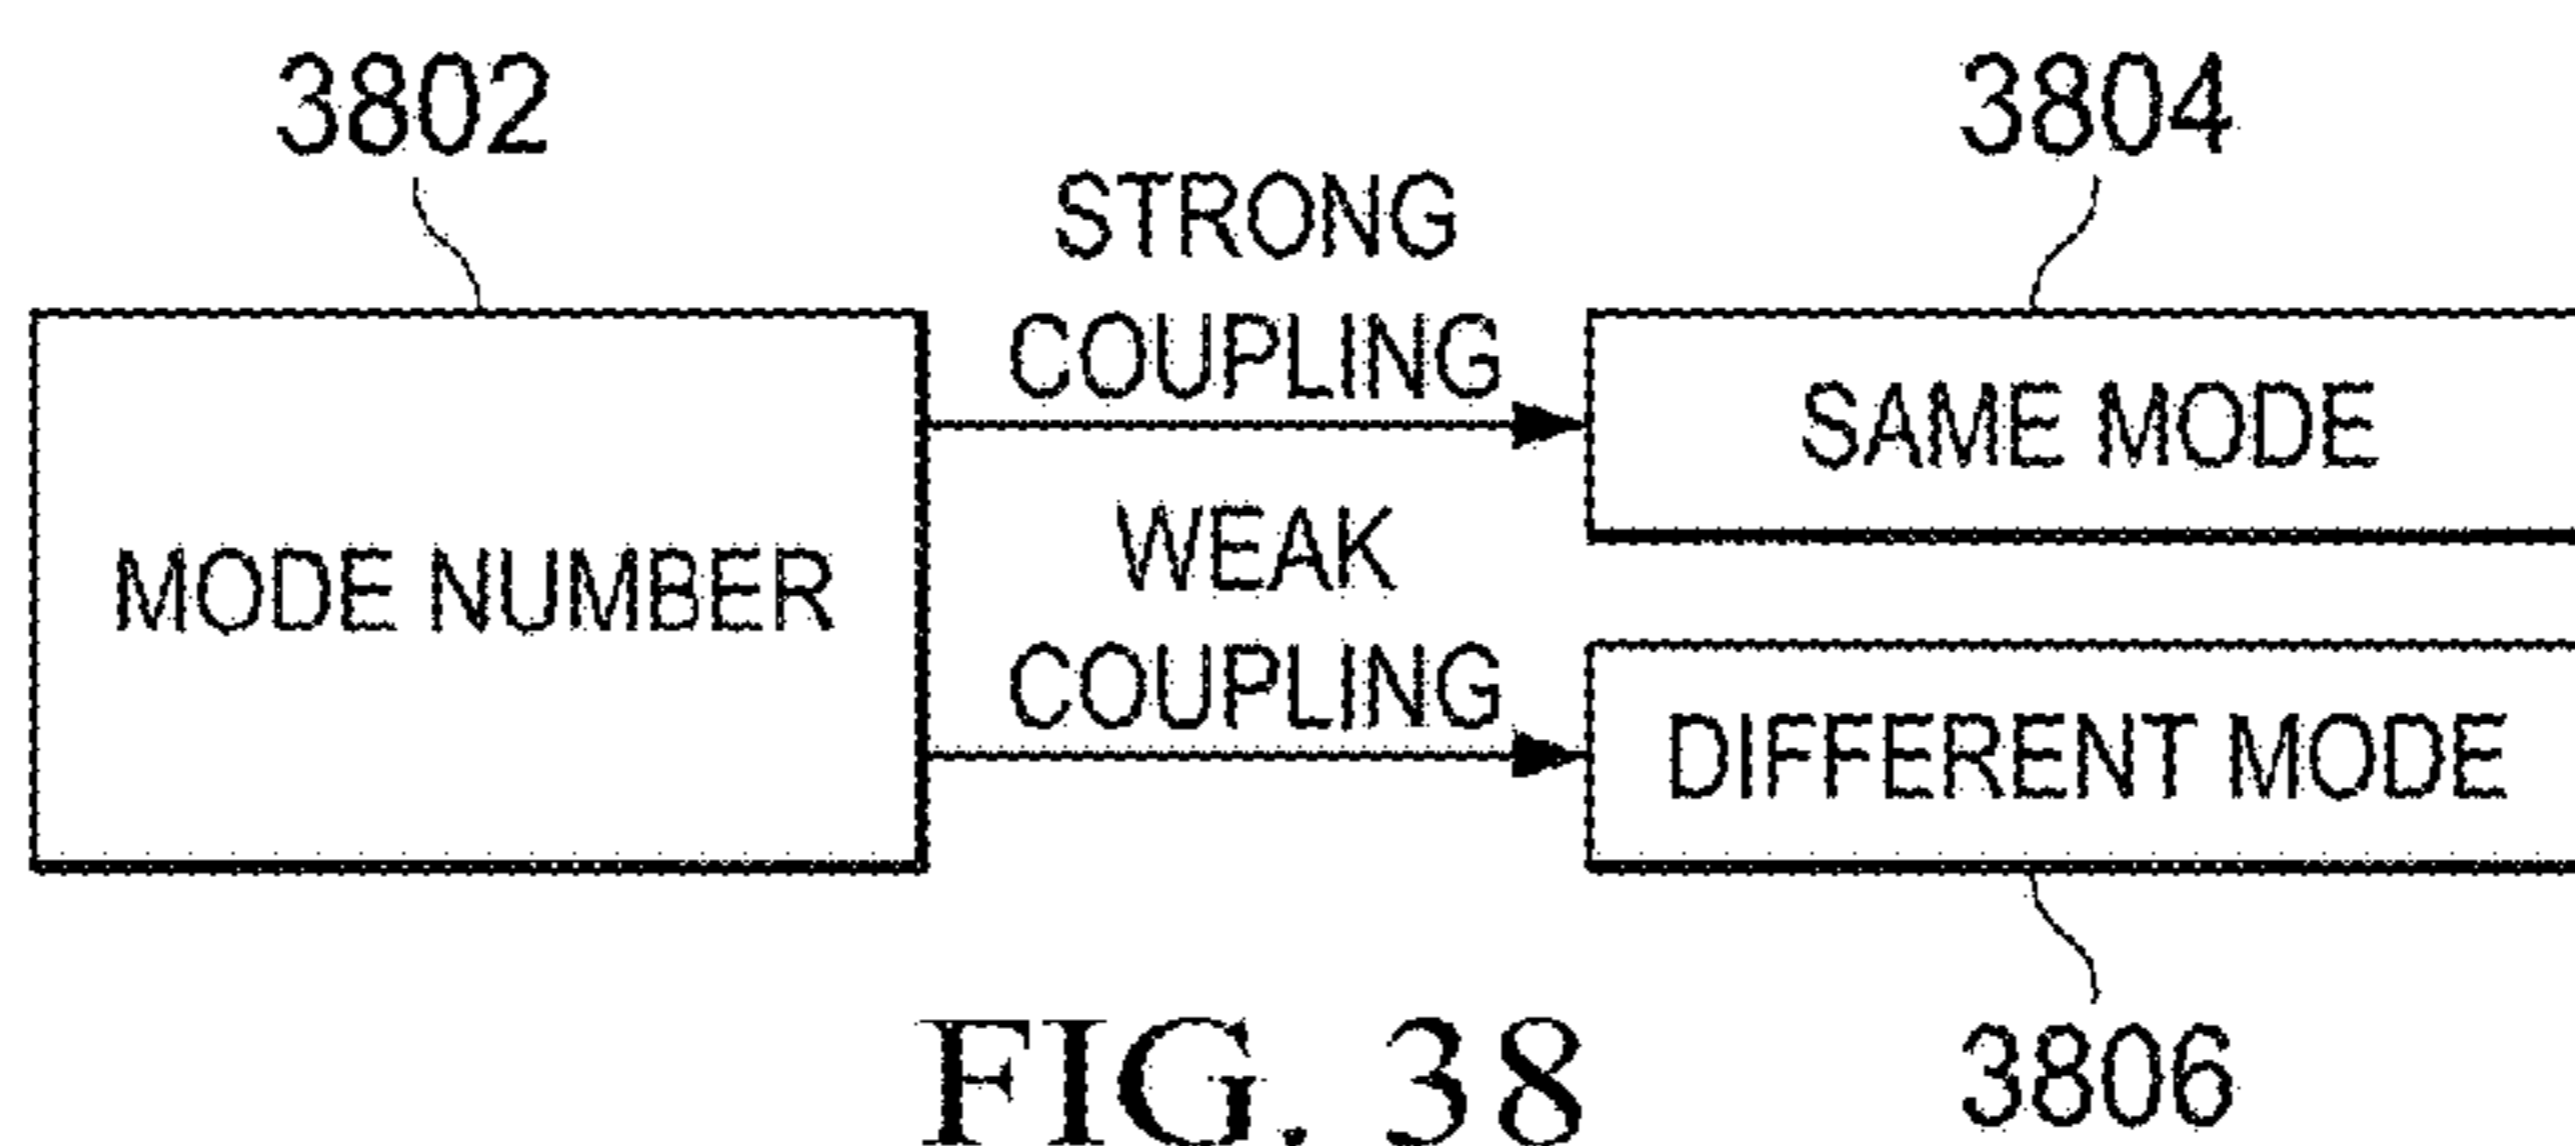 3802
3804
STRONG
COUPLING
SAME MODE
MODE NUMBER
WEAK
COUPLING
DIFFERENT MODE
3806
FIG. 38